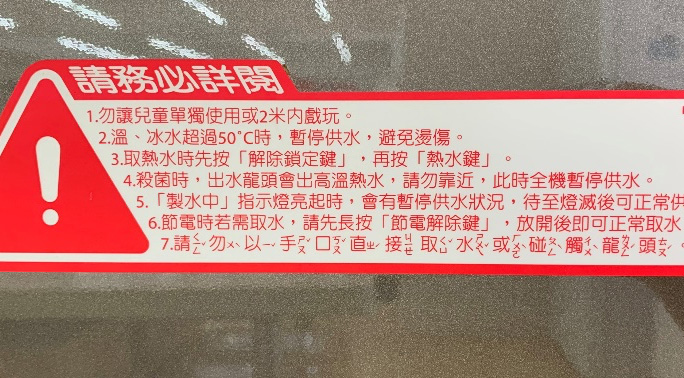 請務必詳閱
1.勿讓兒童單獨使用或2米内戲玩。
2.溫、冰水超過50°C時，暫停供水，避免燙傷。
3.取熱水時先按「解除鎖定鍵」，再按「熱水鍵」。
4.殺菌時，出水龍頭會出高溫熱水，請勿靠近，此時全機暫停供水。
5.「製水中」指示燈亮起時，會有暫停供水狀況，待至燈滅後可正常供
6.節電時若需取水，請先長按「節電解除鍵」，放開後即可正常取水
7.請勿以手口直接取水或碰觸龍頭。